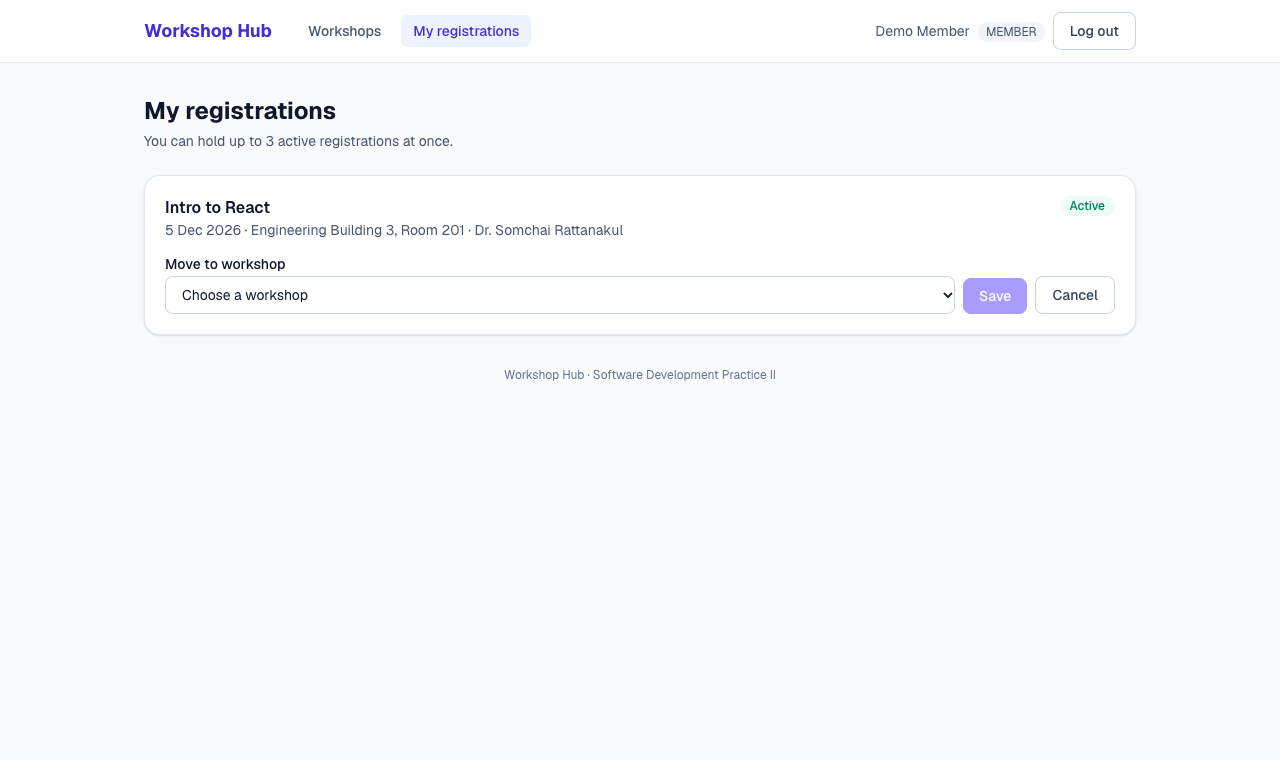 Workshop Hub
Workshops
My registrations
Demo Member
MEMBER
Log out
My registrations
You can hold up to 3 active registrations at once.
Intro to React
Active
5 Dec 2026 · Engineering Building 3, Room 201 · Dr. Somchai Rattanakul
Move to workshop
Choose a workshop
Save
Cancel
Workshop Hub · Software Development Practice II